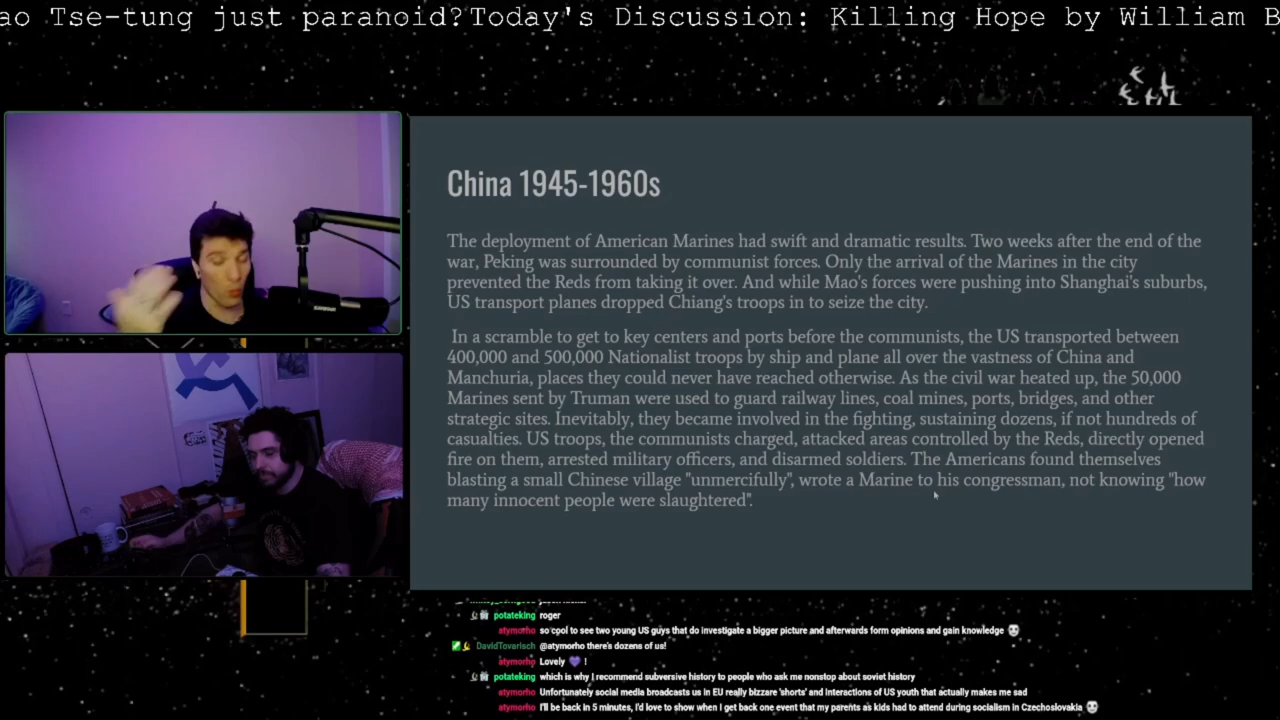 ao Tse-tung just paranoid?Today's Discussion: Killing Hope by William B
China 1945-1960s
The deployment of American Marines had swift and dramatic results. Two weeks after the end of the
war, Peking was surrounded by communist forces. Only the arrival of the Marines in the city
prevented the Reds from taking it over. And while Mao's forces were pushing into Shanghai's suburbs,
US transport planes dropped Chiang's troops in to seize the city.
In a scramble to get to key centers and ports before the communists, the US transported between
400,000 and 500,000 Nationalist troops by ship and plane all over the vastness of China and
Manchuria, places they could never have reached otherwise. As the civil war heated up, the 50,000
Marines sent by Truman were used to guard railway lines, coal mines, ports, bridges, and other
strategic sites. Inevitably, they became involved in the fighting, sustaining dozens, if not hundreds of
casualties. US troops, the communists charged, attacked areas controlled by the Reds, directly opened
fire on them, arrested military officers, and disarmed soldiers. The Americans found themselves
blasting a small Chinese village "unmercifully", wrote a Marine to his congressman, not knowing "how
many innocent people were slaughtered".
potateking roger
atymorho so cool to see two young US guys that do investigate a bigger picture and afterwards form opinions and gain knowledge
DavidTovarisch @atymorho there's dozens of us!
atymorho Lovely 💜 !
potateking which is why I recommend subversive history to people who ask me nonstop about soviet history
atymorho Unfortunately social media broadcasts us in EU really bizzare 'shorts' and interactions of US youth that actually makes me sad
atymorho I'll be back in 5 minutes, I'd love to show when I get back one event that my parents as kids had to attend during socialism in Czechoslovakia